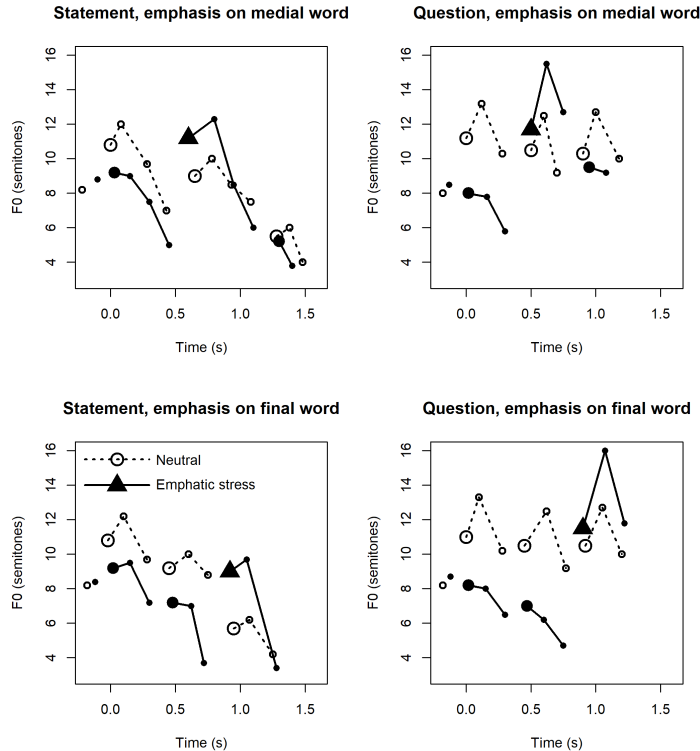 Statement, emphasis on medial word
F0 (semitones)
16
14
12
10
8
6
4
0.0 0.5 1.0 1.5
Time (s)
Question, emphasis on medial word
F0 (semitones)
16
14
12
10
8
6
4
0.0 0.5 1.0 1.5
Time (s)
Statement, emphasis on final word
F0 (semitones)
16
14
12
10
8
6
4
Neutral
Emphatic stress
0.0 0.5 1.0 1.5
Time (s)
Question, emphasis on final word
F0 (semitones)
16
14
12
10
8
6
4
0.0 0.5 1.0 1.5
Time (s)